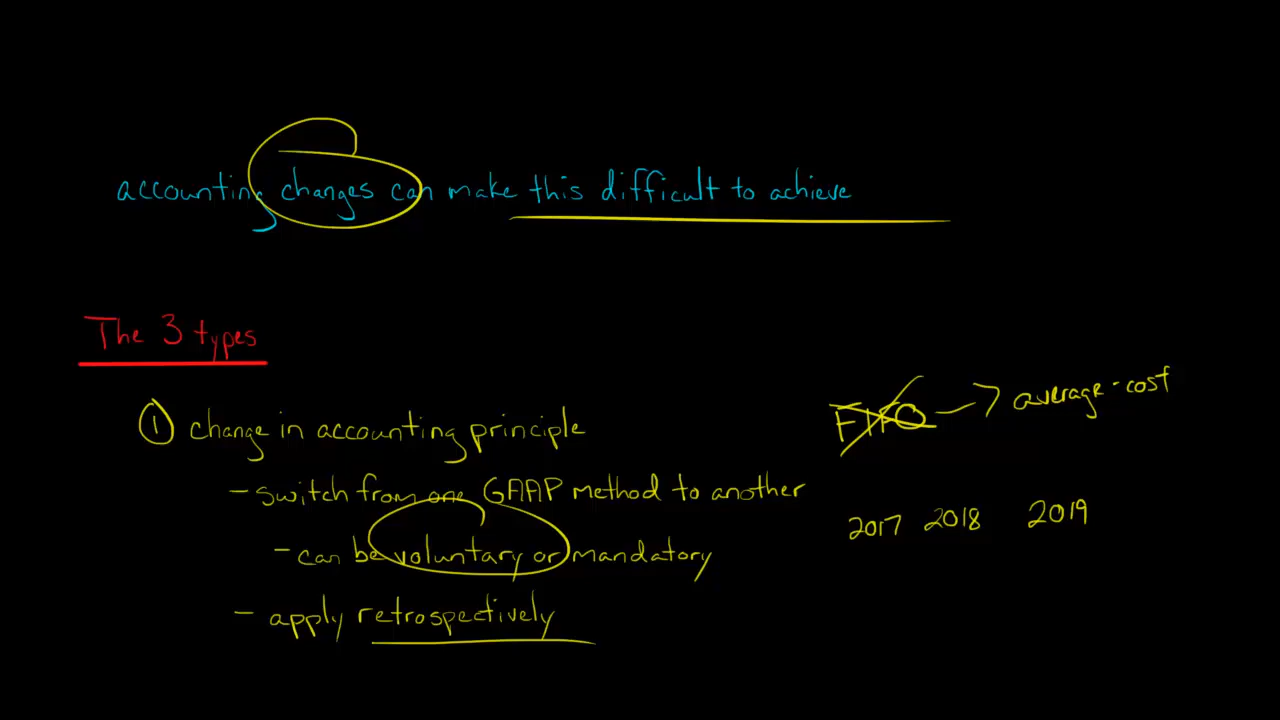 accounting changes can make this difficult to achieve
The 3 types
① change in accounting principle
FIFO → average-cost
- switch from one GAAP method to another
2017 2018 2019
- can be voluntary or mandatory
- apply retrospectively